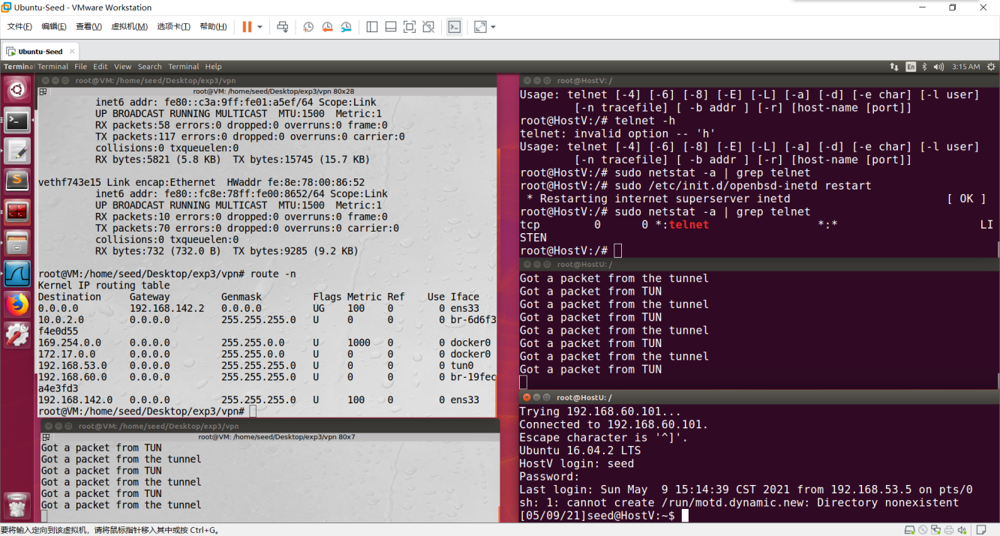 Ubuntu-Seed - VMware Workstation
文件(F) 编辑(E) 查看(V) 虚拟机(M) 选项卡(T) 帮助(H)
Ubuntu-Seed
Terminal Terminal File Edit View Search Terminal Help
En 3:15 AM
root@VM: /home/seed/Desktop/exp3/vpn
root@VM: /home/seed/Desktop/exp3/vpn 80x28
inet6 addr: fe80::c3a:9ff:fe01:a5ef/64 Scope:Link
UP BROADCAST RUNNING MULTICAST MTU:1500 Metric:1
RX packets:58 errors:0 dropped:0 overruns:0 frame:0
TX packets:117 errors:0 dropped:0 overruns:0 carrier:0
collisions:0 txqueuelen:0
RX bytes:5821 (5.8 KB) TX bytes:15745 (15.7 KB)
vethf743e15 Link encap:Ethernet HWaddr fe:8e:78:00:86:52
inet6 addr: fe80::fc8e:78ff:fe00:8652/64 Scope:Link
UP BROADCAST RUNNING MULTICAST MTU:1500 Metric:1
RX packets:10 errors:0 dropped:0 overruns:0 frame:0
TX packets:70 errors:0 dropped:0 overruns:0 carrier:0
collisions:0 txqueuelen:0
RX bytes:732 (732.0 B) TX bytes:9285 (9.2 KB)
root@VM:/home/seed/Desktop/exp3/vpn# route -n
Kernel IP routing table
Destination Gateway Genmask Flags Metric Ref Use Iface
0.0.0.0 192.168.142.2 0.0.0.0 UG 100 0 0 ens33
10.0.2.0 0.0.0.0 255.255.255.0 U 0 0 0 br-6d6f3
f4e0d55
169.254.0.0 0.0.0.0 255.255.0.0 U 1000 0 0 docker0
172.17.0.0 0.0.0.0 255.255.0.0 U 0 0 0 docker0
192.168.53.0 0.0.0.0 255.255.255.0 U 0 0 0 tun0
192.168.60.0 0.0.0.0 255.255.255.0 U 0 0 0 br-19fec
a4e3fd3
192.168.142.0 0.0.0.0 255.255.255.0 U 100 0 0 ens33
root@VM:/home/seed/Desktop/exp3/vpn#
root@VM: /home/seed/Desktop/exp3/vpn
root@VM: /home/seed/Desktop/exp3/vpn 80x7
Got a packet from TUN
Got a packet from the tunnel
Got a packet from TUN
Got a packet from the tunnel
Got a packet from TUN
Got a packet from the tunnel
root@HostV: /
Usage: telnet [-4] [-6] [-8] [-E] [-L] [-a] [-d] [-e char] [-l user]
[-n tracefile] [ -b addr ] [-r] [host-name [port]]
root@HostV:/# telnet -h
telnet: invalid option -- 'h'
Usage: telnet [-4] [-6] [-8] [-E] [-L] [-a] [-d] [-e char] [-l user]
[-n tracefile] [ -b addr ] [-r] [host-name [port]]
root@HostV:/# sudo netstat -a | grep telnet
root@HostV:/# sudo /etc/init.d/openbsd-inetd restart
* Restarting internet superserver inetd [ OK ]
root@HostV:/# sudo netstat -a | grep telnet
tcp 0 0 *:telnet *:* LI
STEN
root@HostV:/#
root@HostU: /
Got a packet from the tunnel
Got a packet from TUN
Got a packet from the tunnel
Got a packet from TUN
Got a packet from the tunnel
Got a packet from TUN
Got a packet from the tunnel
Got a packet from TUN
root@HostU: /
Trying 192.168.60.101...
Connected to 192.168.60.101.
Escape character is '^]'.
Ubuntu 16.04.2 LTS
HostV login: seed
Password:
Last login: Sun May 9 15:14:39 CST 2021 from 192.168.53.5 on pts/0
sh: 1: cannot create /run/motd.dynamic.new: Directory nonexistent
[05/09/21]seed@HostV:~$
要将输入定向到该虚拟机，请将鼠标指针移入其中或按 Ctrl+G。